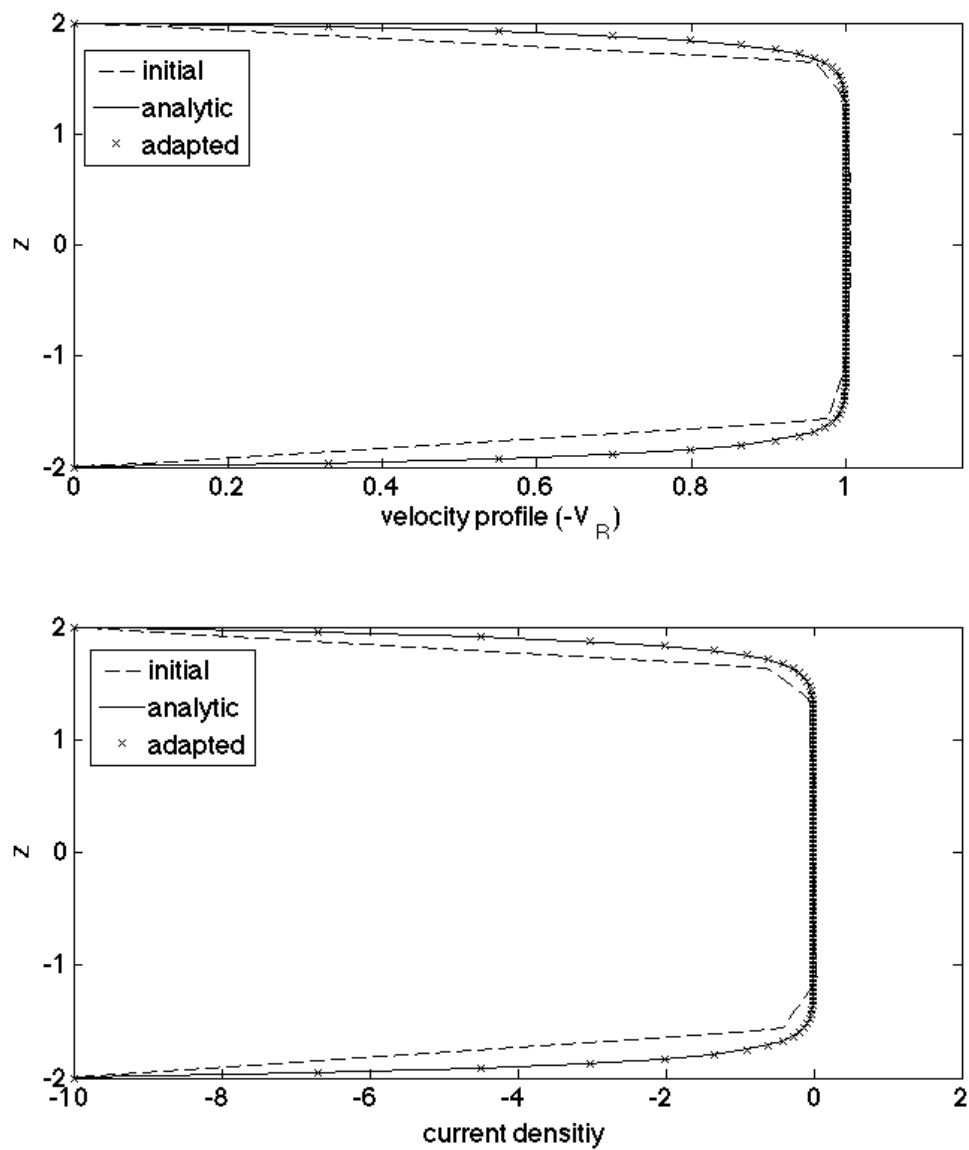 2
initial
analytic
adapted
1
z
0
-1
-2
0 0.2 0.4 0.6 0.8 1
velocity profile (-V_R)
2
initial
analytic
adapted
1
z
0
-1
-2
-10 -8 -6 -4 -2 0 2
current densitiy